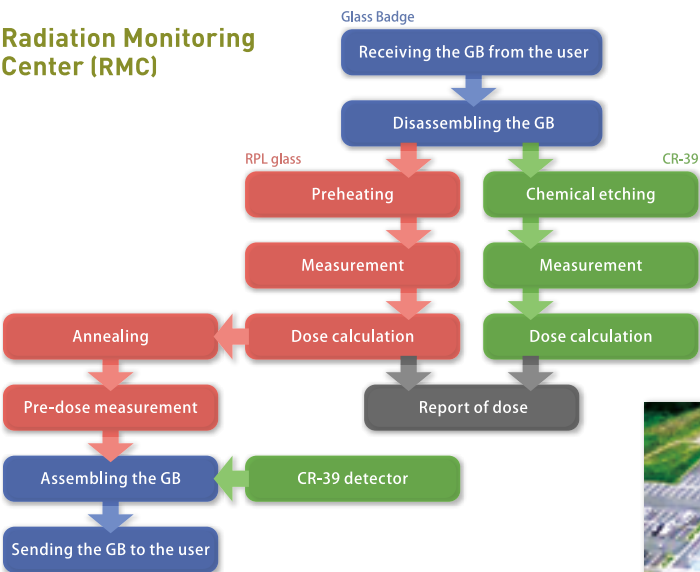 Radiation Monitoring
Center (RMC)
Glass Badge
Receiving the GB from the user
Disassembling the GB
RPL glass
CR-39
Preheating
Chemical etching
Measurement
Measurement
Annealing
Dose calculation
Dose calculation
Pre-dose measurement
Report of dose
Assembling the GB
CR-39 detector
Sending the GB to the user